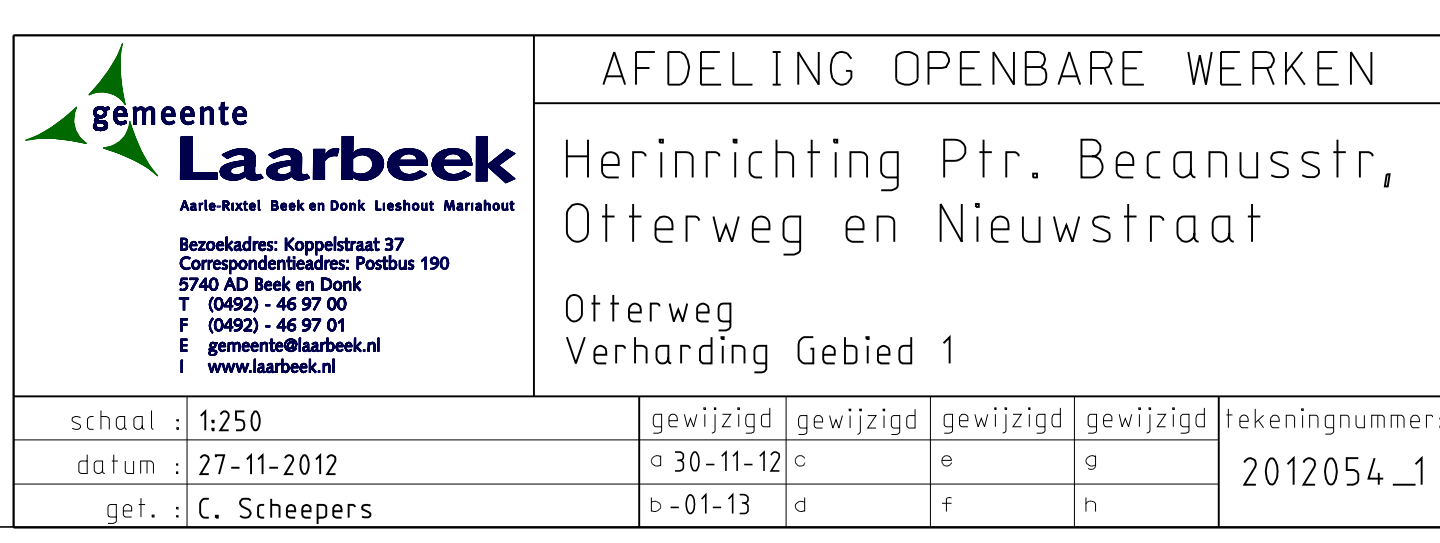 gemeente
Laarbeek
Aarle-Rixtel Beek en Donk Lieshout Mariahout
Bezoekadres: Koppelstraat 37
Correspondentieadres: Postbus 190
5740 AD Beek en Donk
T (0492) - 46 97 00
F (0492) - 46 97 01
E gemeente@laarbeek.nl
I www.laarbeek.nl
AFDELING OPENBARE WERKEN
Herinrichting Ptr. Becanusstr,
Otterweg en Nieuwstraat
Otterweg
Verharding Gebied 1
schaal : 1:250
datum : 27-11-2012
get. : C. Scheepers
gewijzigd gewijzigd gewijzigd gewijzigd
a 30-11-12 c e g
b -01-13 d f h
tekeningnummer:
2012054_1